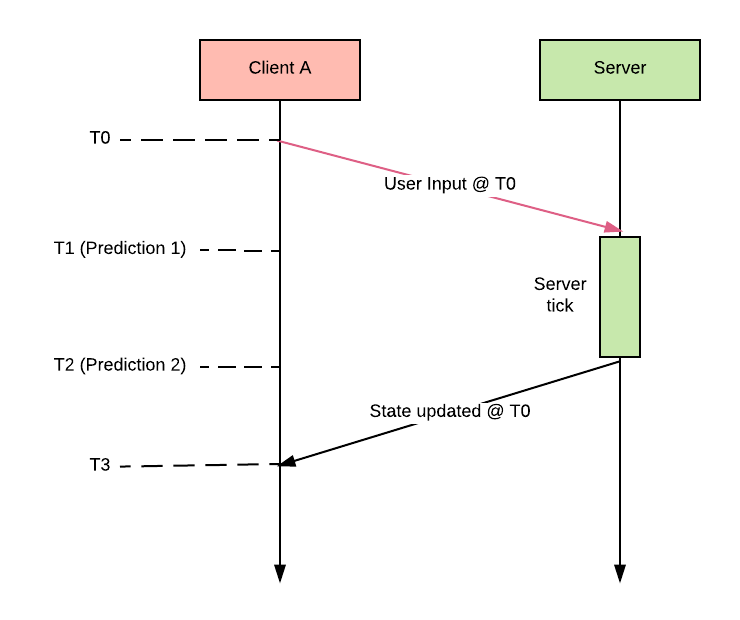 Client A
Server
T0
User Input @ T0
T1 (Prediction 1)
Server
tick
T2 (Prediction 2)
State updated @ T0
T3